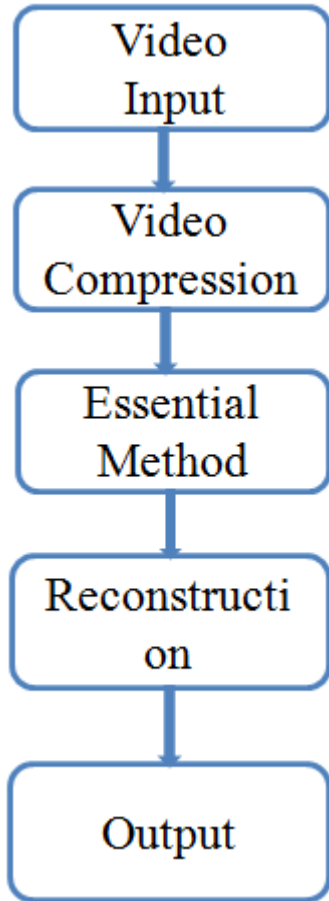 Video
Input
Video
Compression
Essential
Method
Reconstructi
on
Output